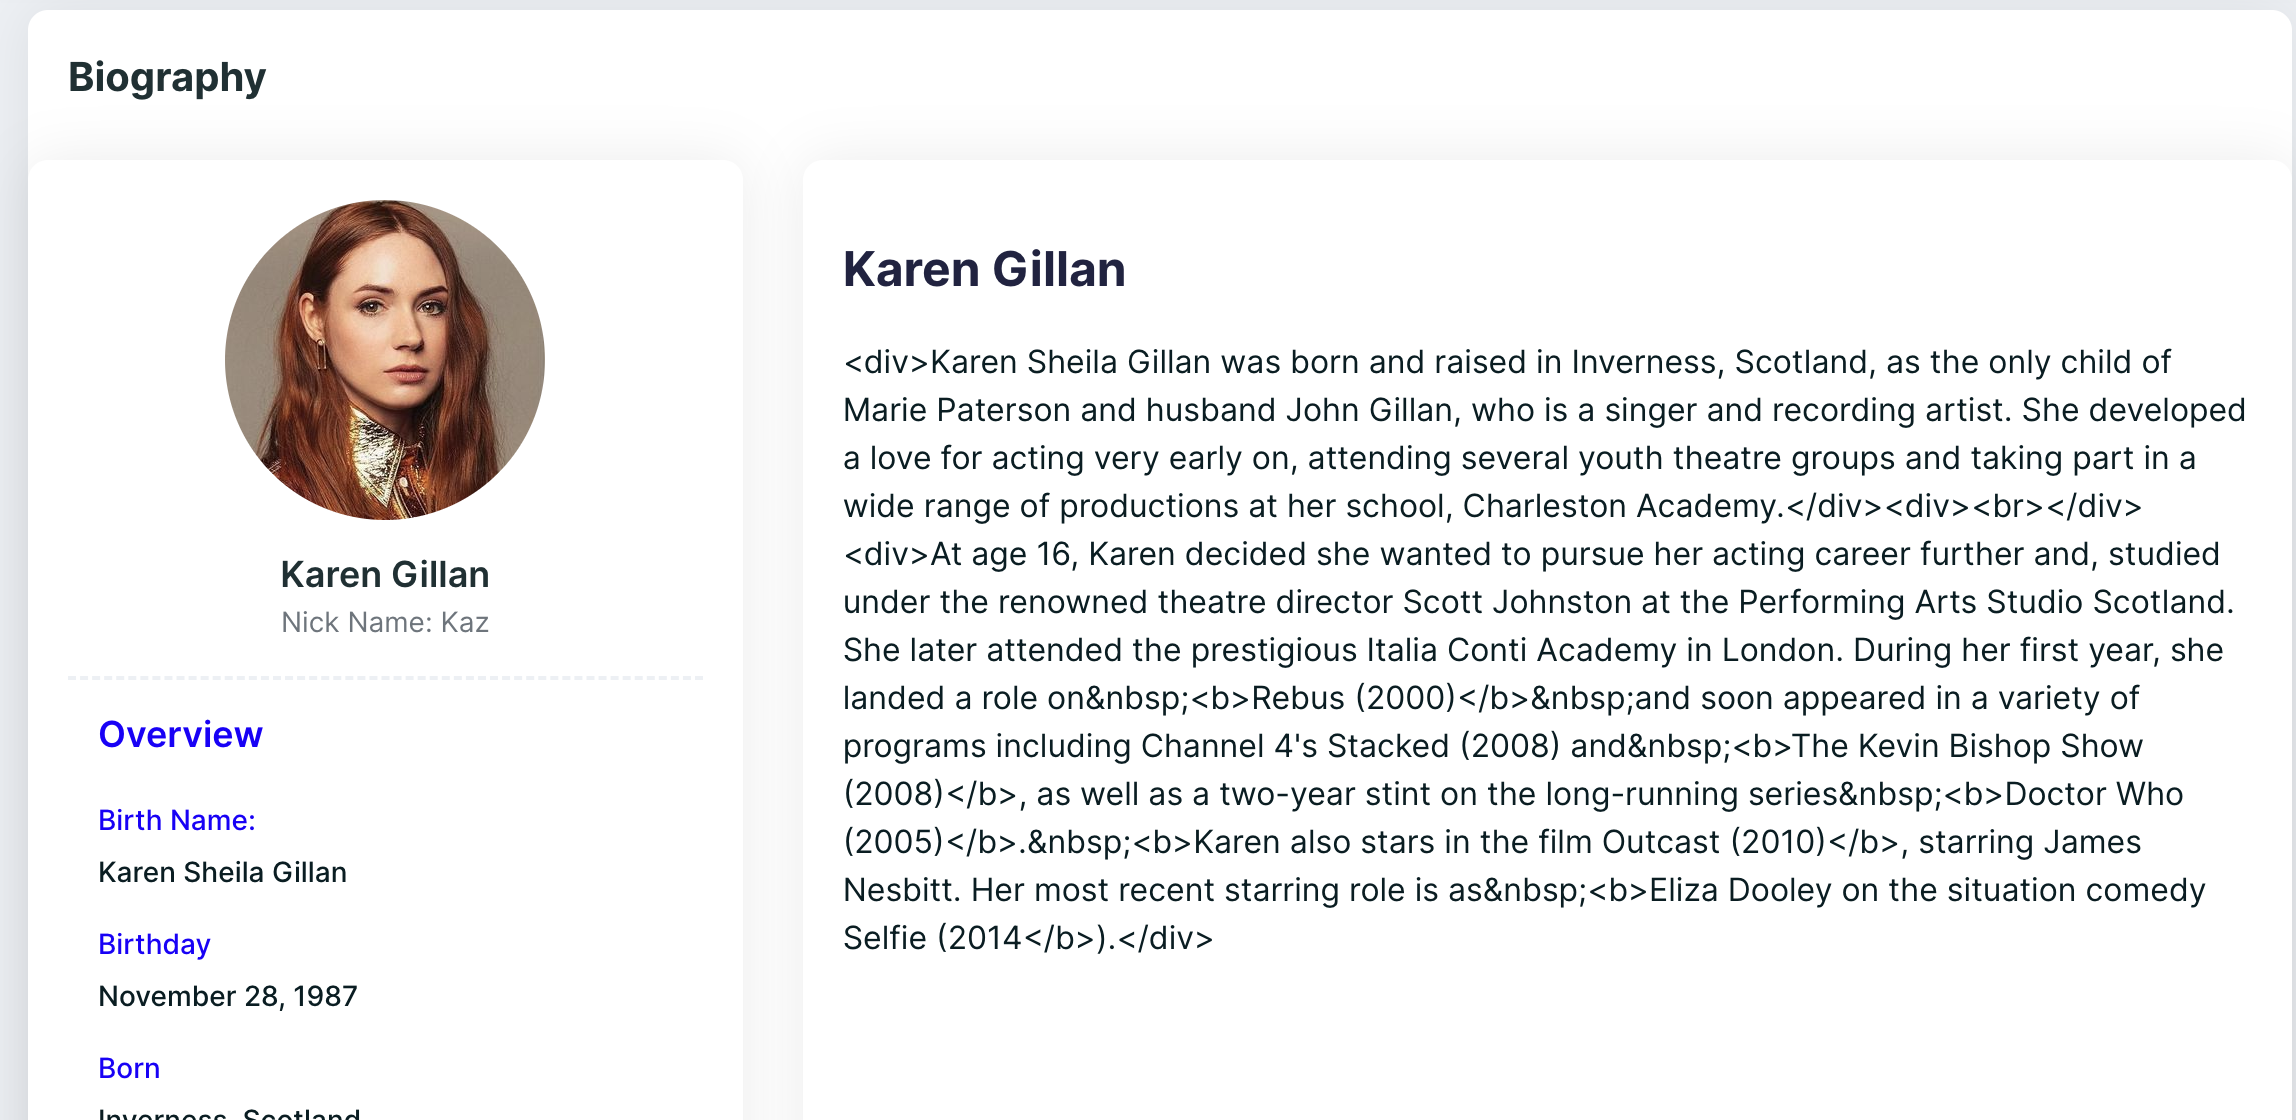 Biography
Karen Gillan
Nick Name: Kaz
Overview
Birth Name:
Karen Sheila Gillan
Birthday
November 28, 1987
Born
Inverness, Scotland
Karen Gillan
<div>Karen Sheila Gillan was born and raised in Inverness, Scotland, as the only child of
Marie Paterson and husband John Gillan, who is a singer and recording artist. She developed
a love for acting very early on, attending several youth theatre groups and taking part in a
wide range of productions at her school, Charleston Academy.</div><div><br></div>
<div>At age 16, Karen decided she wanted to pursue her acting career further and, studied
under the renowned theatre director Scott Johnston at the Performing Arts Studio Scotland.
She later attended the prestigious Italia Conti Academy in London. During her first year, she
landed a role on&nbsp;<b>Rebus (2000)</b>&nbsp;and soon appeared in a variety of
programs including Channel 4's Stacked (2008) and&nbsp;<b>The Kevin Bishop Show
(2008)</b>, as well as a two-year stint on the long-running series&nbsp;<b>Doctor Who
(2005)</b>.&nbsp;<b>Karen also stars in the film Outcast (2010)</b>, starring James
Nesbitt. Her most recent starring role is as&nbsp;<b>Eliza Dooley on the situation comedy
Selfie (2014</b>).</div>